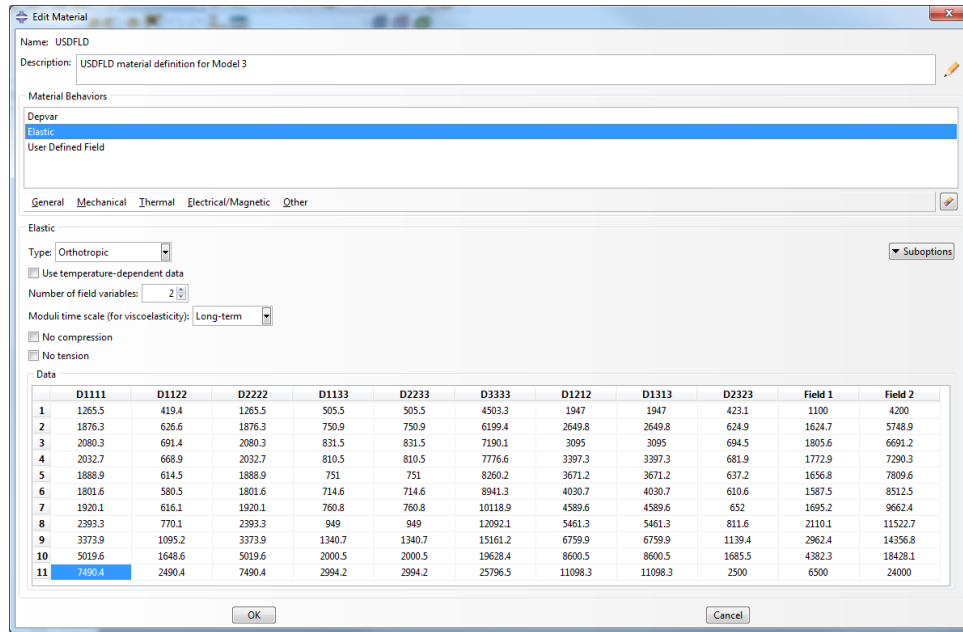 Edit Material
Name: USDFLD
Description: USDFLD material definition for Model 3
Material Behaviors
Depvar
Elastic
User Defined Field
General Mechanical Thermal Electrical/Magnetic Other
Elastic
Type: Orthotropic
Suboptions
Use temperature-dependent data
Number of field variables: 2
Moduli time scale (for viscoelasticity): Long-term
No compression
No tension
Data
D1111 D1122 D2222 D1133 D2233 D3333 D1212 D1313 D2323 Field 1 Field 2
1 1265.5 419.4 1265.5 505.5 505.5 4503.3 1947 1947 423.1 1100 4200
2 1876.3 626.6 1876.3 750.9 750.9 6199.4 2649.8 2649.8 624.9 1624.7 5748.9
3 2080.3 691.4 2080.3 831.5 831.5 7190.1 3095 3095 694.5 1805.6 6691.2
4 2032.7 668.9 2032.7 810.5 810.5 7776.6 3397.3 3397.3 681.9 1772.9 7290.3
5 1888.9 614.5 1888.9 751 751 8260.2 3671.2 3671.2 637.2 1656.8 7809.6
6 1801.6 580.5 1801.6 714.6 714.6 8941.3 4030.7 4030.7 610.6 1587.5 8512.5
7 1920.1 616.1 1920.1 760.8 760.8 10118.9 4589.6 4589.6 652 1695.2 9662.4
8 2393.3 770.1 2393.3 949 949 12092.1 5461.3 5461.3 811.6 2110.1 11522.7
9 3373.9 1095.2 3373.9 1340.7 1340.7 15161.2 6759.9 6759.9 1139.4 2962.4 14356.8
10 5019.6 1648.6 5019.6 2000.5 2000.5 19628.4 8600.5 8600.5 1685.5 4382.3 18428.1
11 7490.4 2490.4 7490.4 2994.2 2994.2 25796.5 11098.3 11098.3 2500 6500 24000
OK Cancel